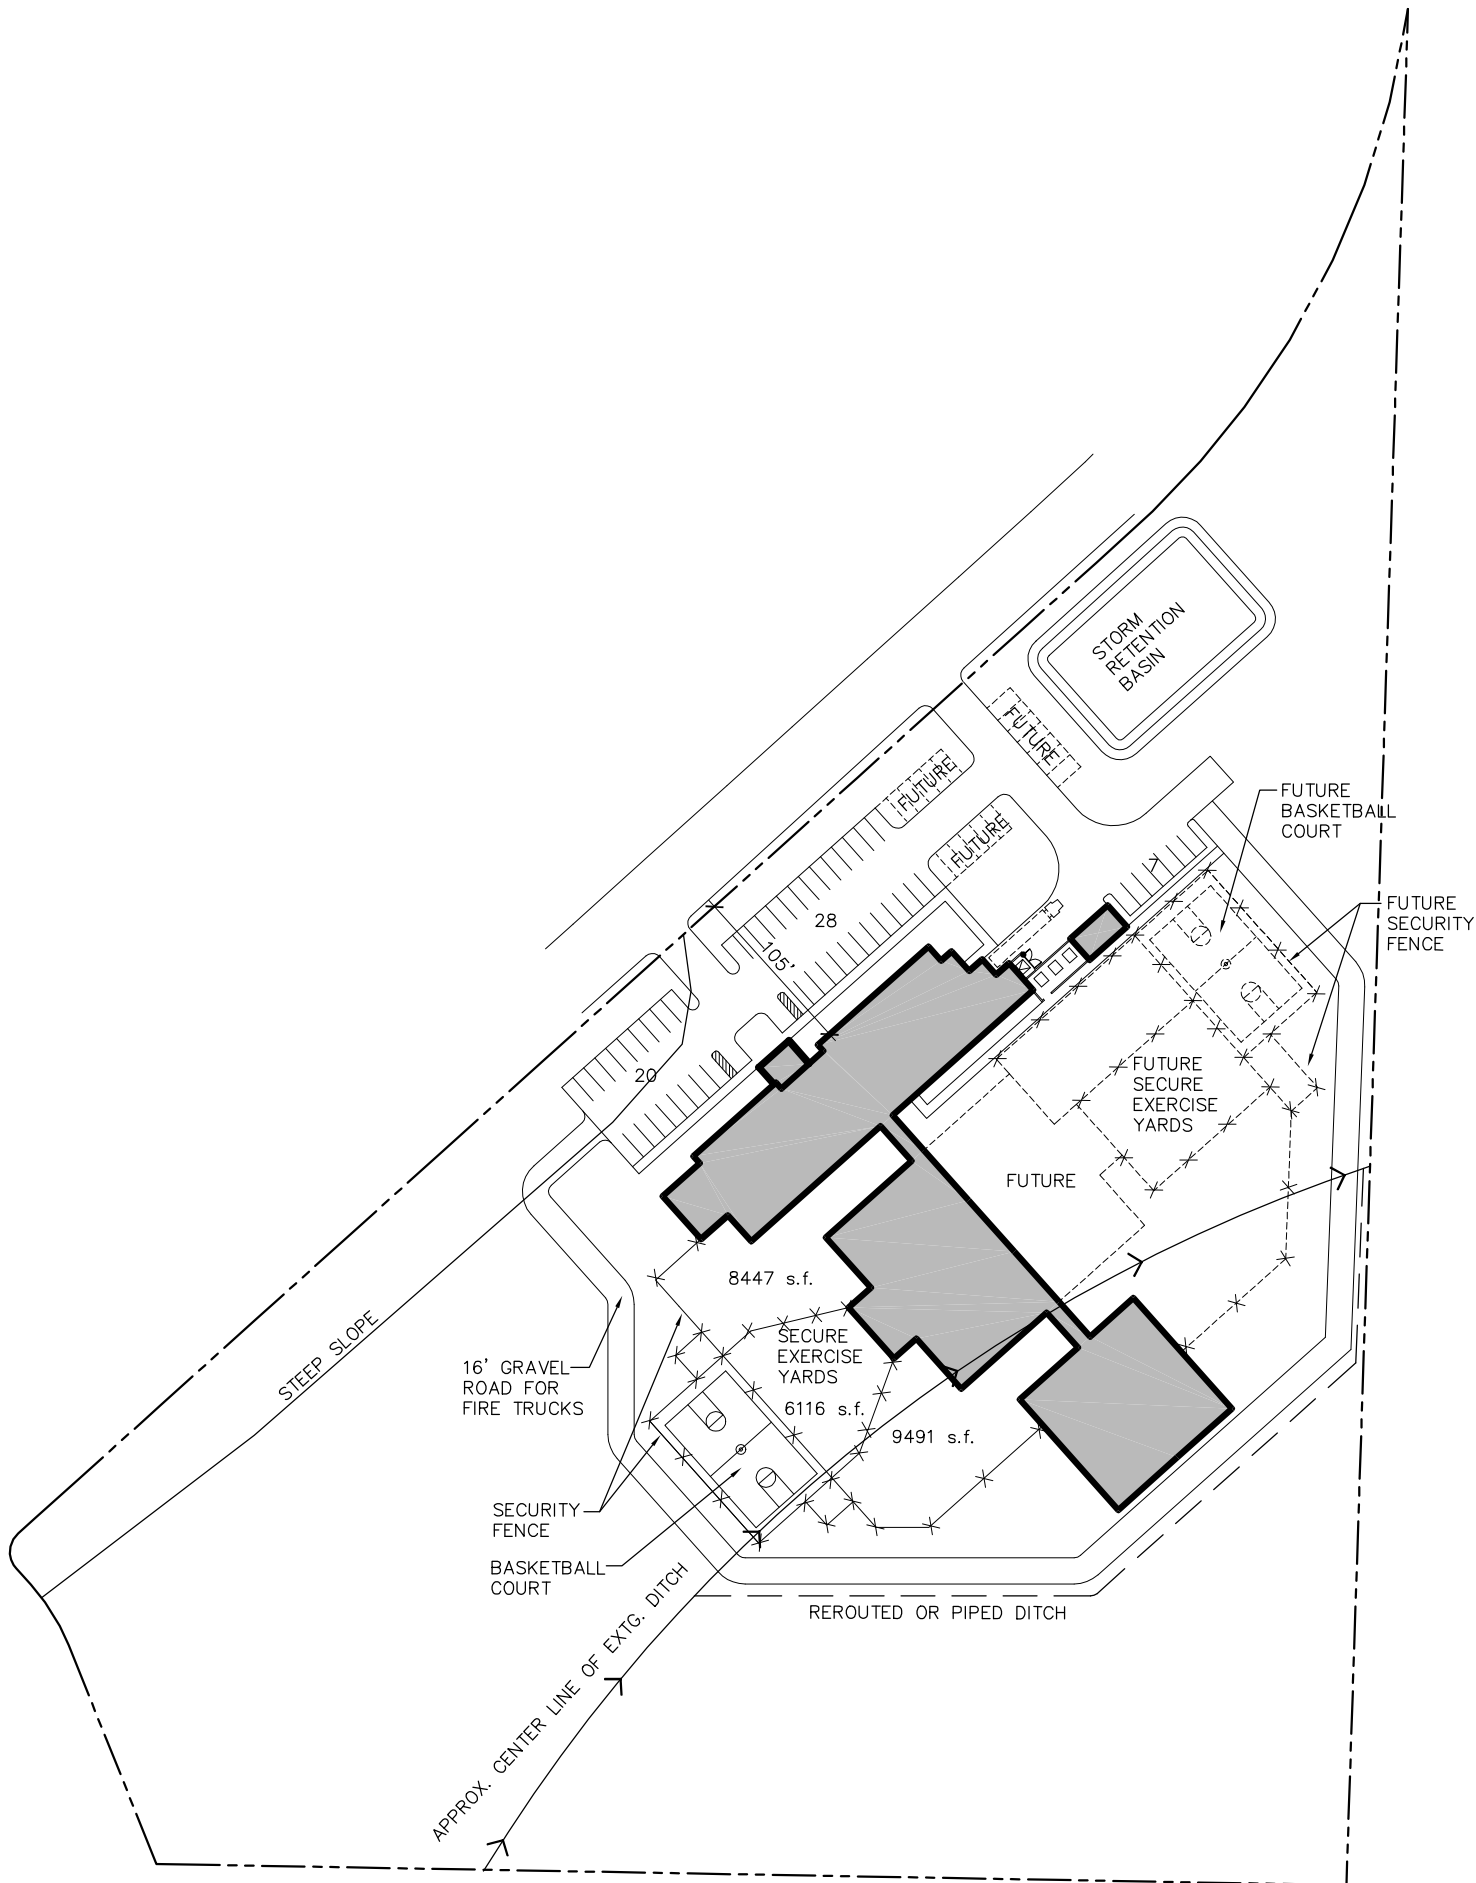 STORM
RETENTION
BASIN
FUTURE
FUTURE
FUTURE
FUTURE
BASKETBALL
COURT
7
FUTURE
SECURITY
FENCE
28
105'
20
FUTURE
SECURE
EXERCISE
YARDS
FUTURE
8447 s.f.
STEEP SLOPE
SECURE
EXERCISE
YARDS
16' GRAVEL
ROAD FOR
FIRE TRUCKS
6116 s.f.
9491 s.f.
SECURITY
FENCE
BASKETBALL
COURT
REROUTED OR PIPED DITCH
APPROX. CENTER LINE OF EXTG. DITCH